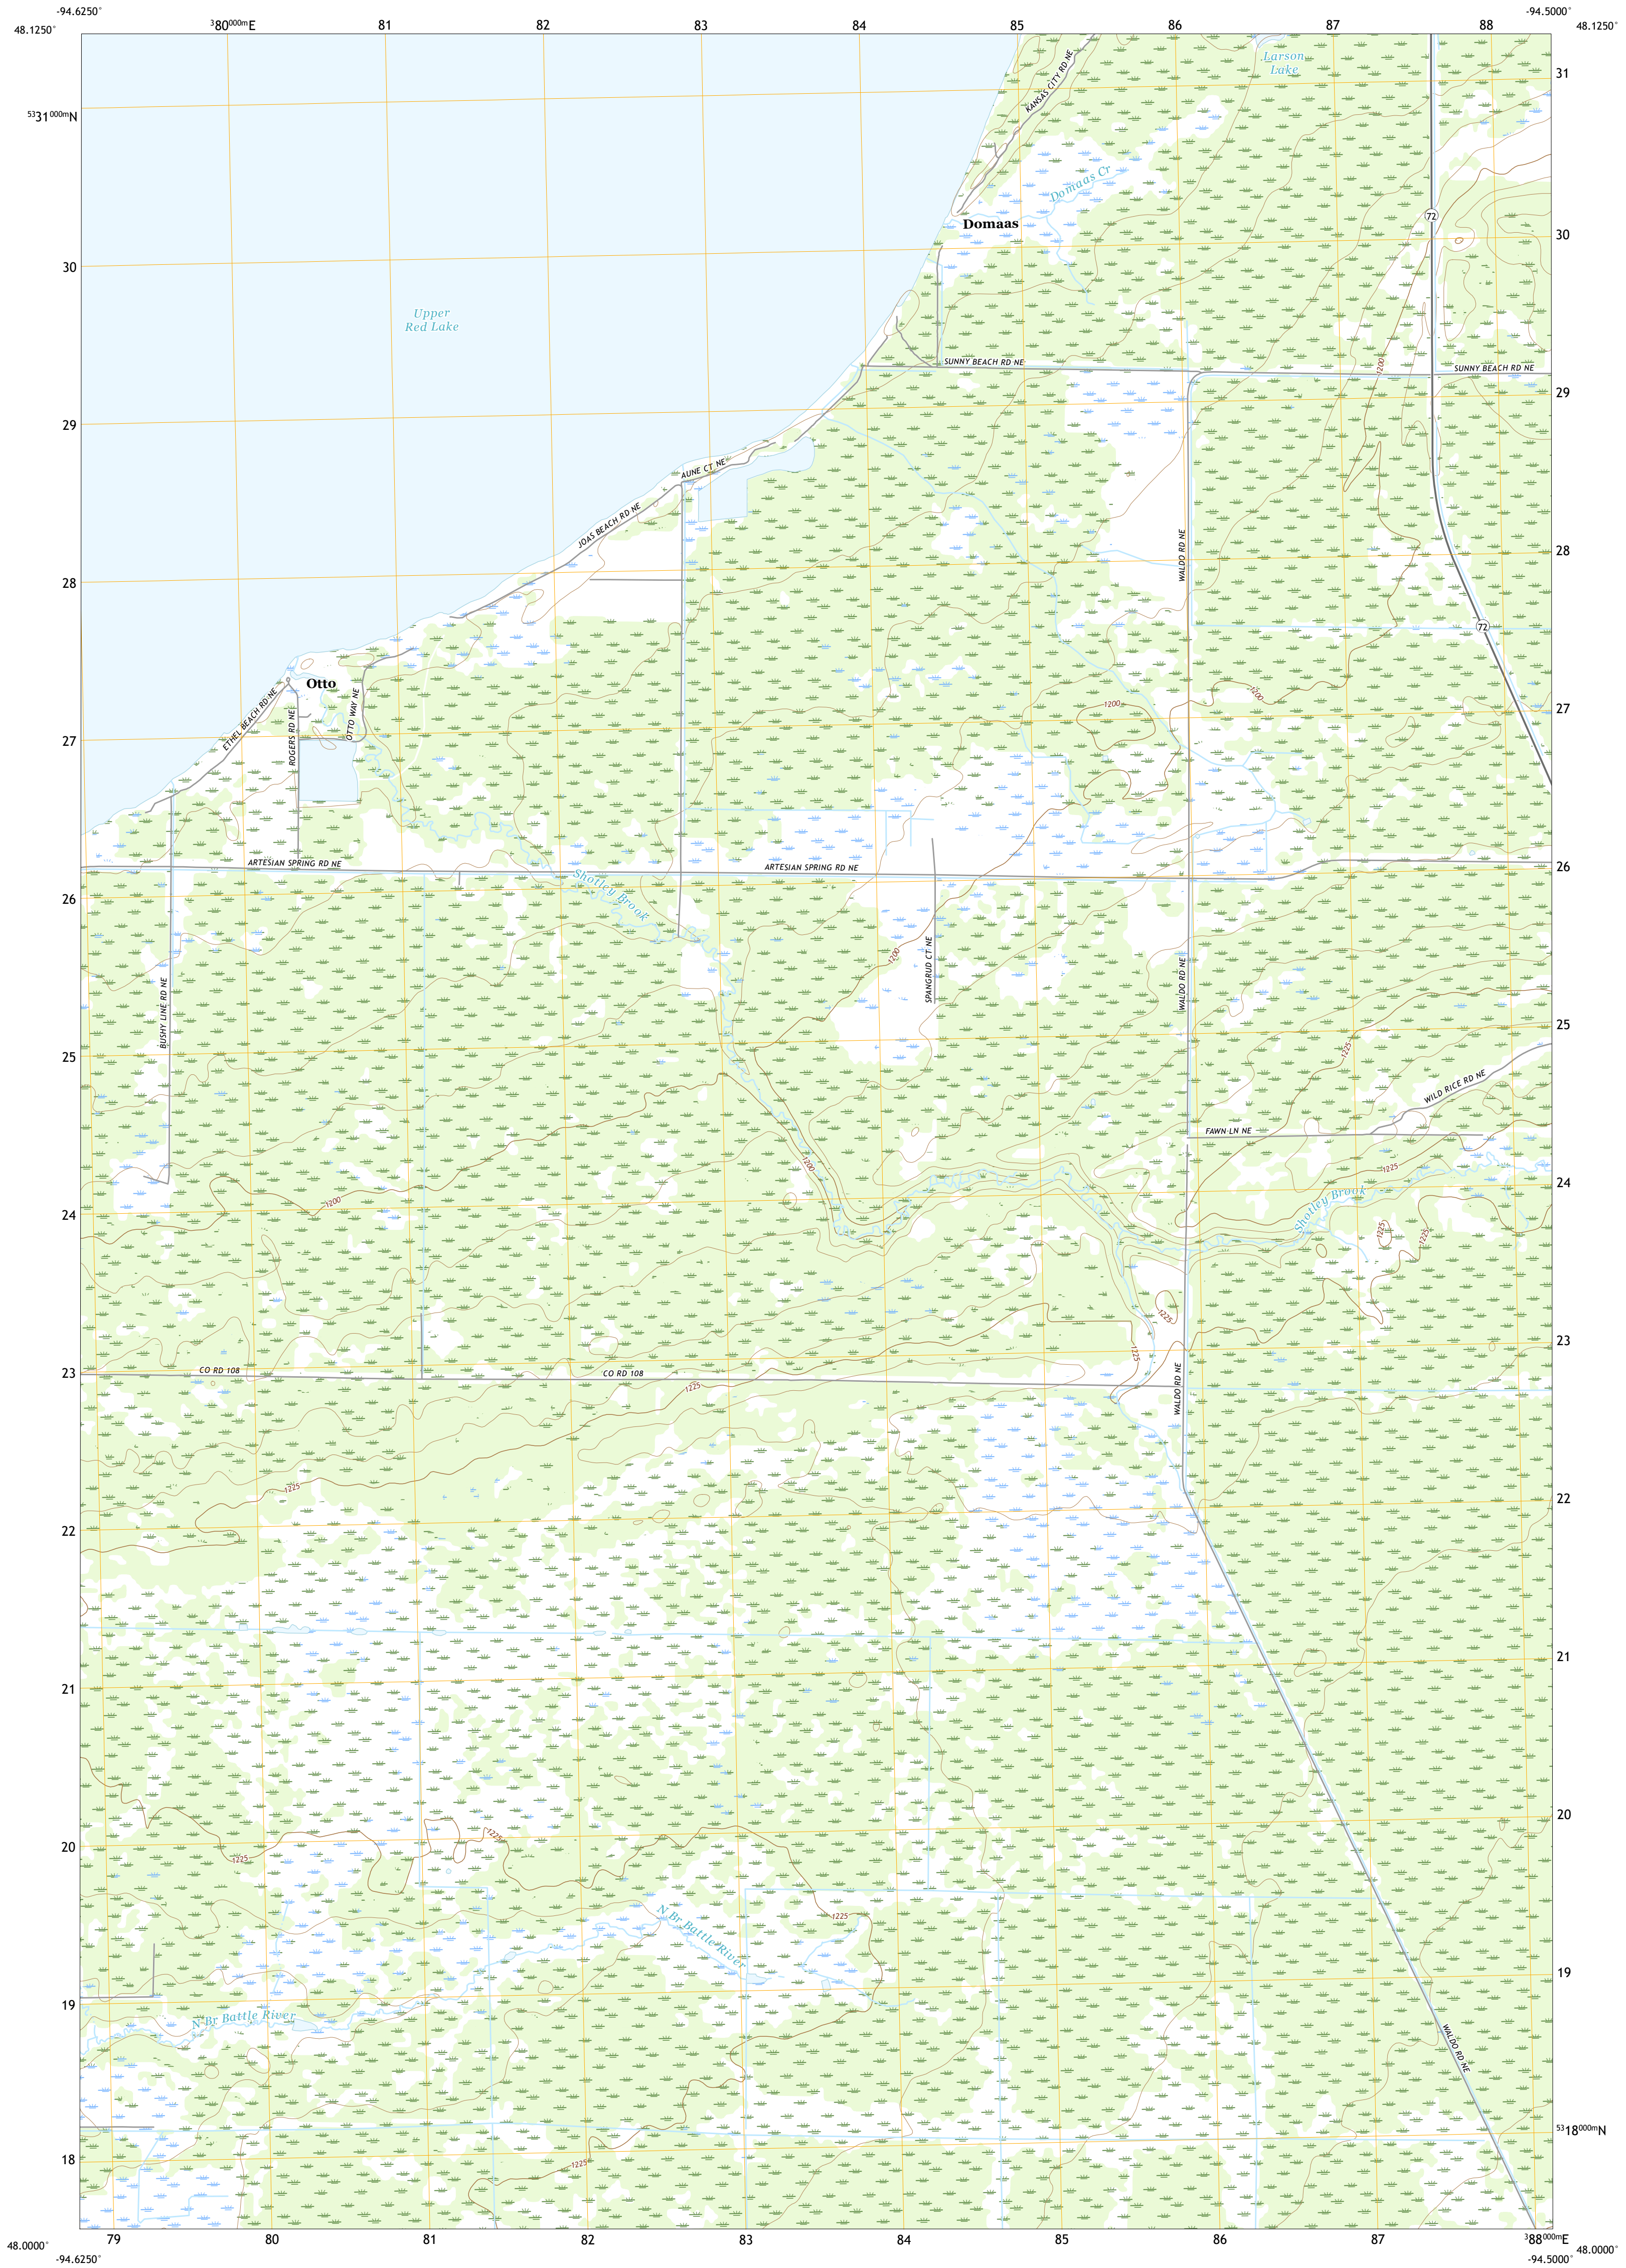 -94.6250°
-94.5000°
48.1250°
³80⁰⁰⁰ᵐE
81
82
83
84
85
86
87
88
48.1250°
Larson
Lake
31
⁵³31⁰⁰⁰ᵐN
KANSAS CITY RD NE
Domaas Cr
72
Domaas
30
30
Upper
Red Lake
SUNNY BEACH RD NE
SUNNY BEACH RD NE
1200
29
29
AUNE CT NE
JOAS BEACH RD NE
WALDO RD NE
28
28
72
Otto
ETHEL BEACH RD NE
ROGERS RD NE
OTTO WAY NE
1200
1200
27
27
ARTESIAN SPRING RD NE
ARTESIAN SPRING RD NE
26
26
Shotley Brook
1200
SPANGRUD CT NE
WALDO RD NE
BUSHY LINE RD NE
25
25
1225
WILD RICE RD NE
FAWN LN NE
1200
1225
24
24
1200
Shotley Brook
1225
1225
1225
23
23
1225
CO RD 108
CO RD 108
1225
WALDO RD NE
1225
22
22
21
21
20
20
1225
1225
N Br Battle River
1225
19
19
N Br Battle River
WALDO RD NE
⁵³18⁰⁰⁰ᵐN
18
1225
79
80
81
82
83
84
85
86
87
³88⁰⁰⁰ᵐE
48.0000°
48.0000°
-94.6250°
-94.5000°